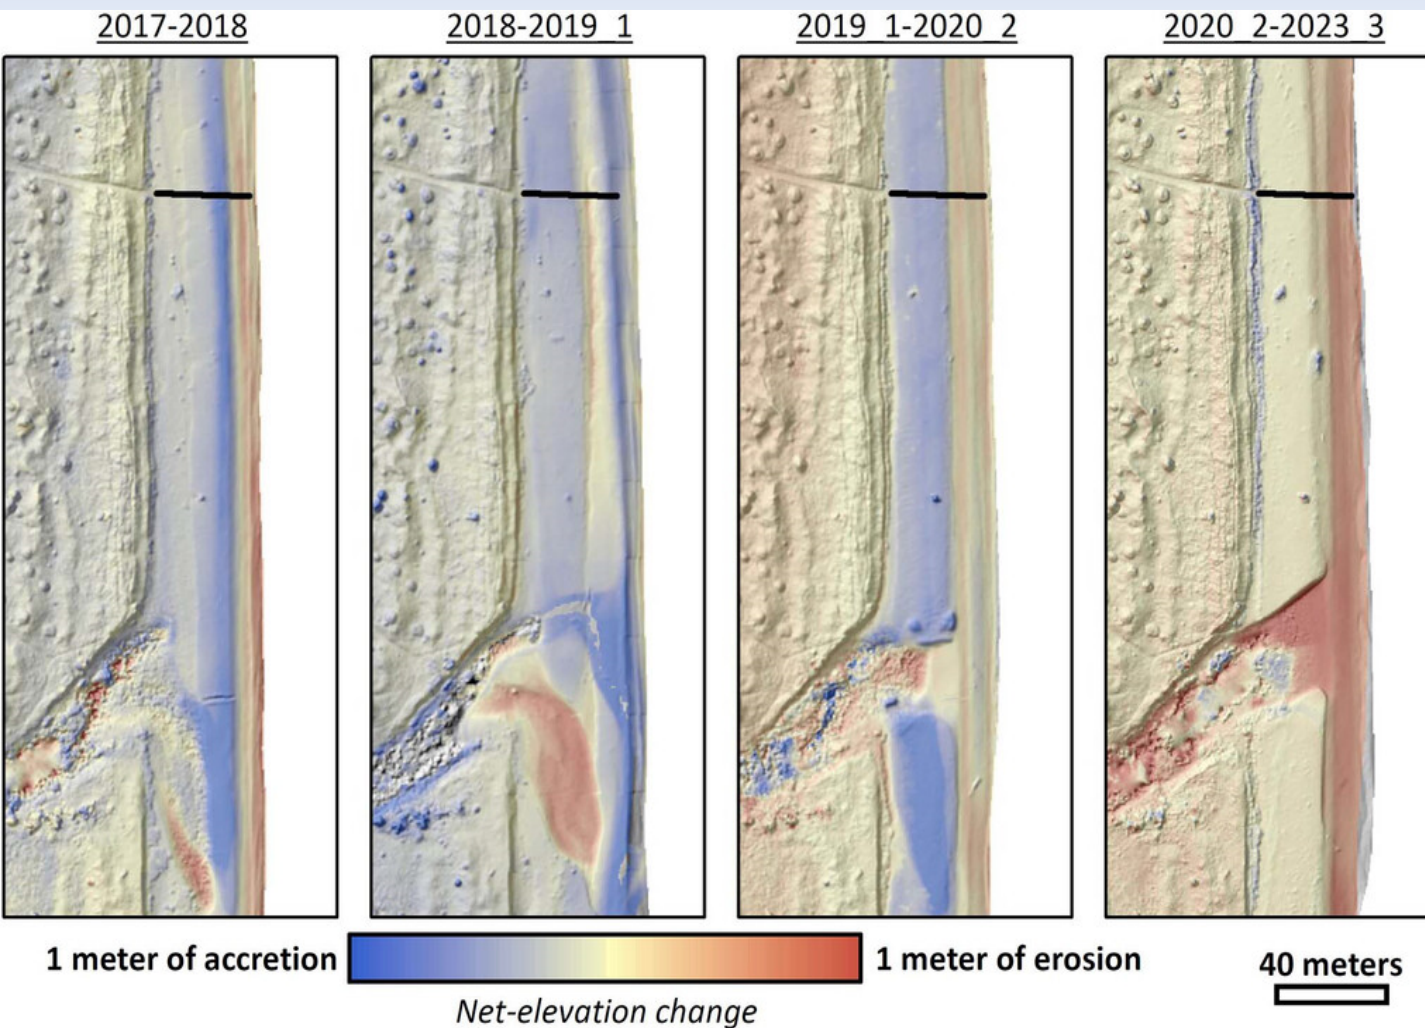 2017-2018 2018-2019_1 2019_1-2020_2 2020_2-2023_3
1 meter of accretion 1 meter of erosion
40 meters
Net-elevation change